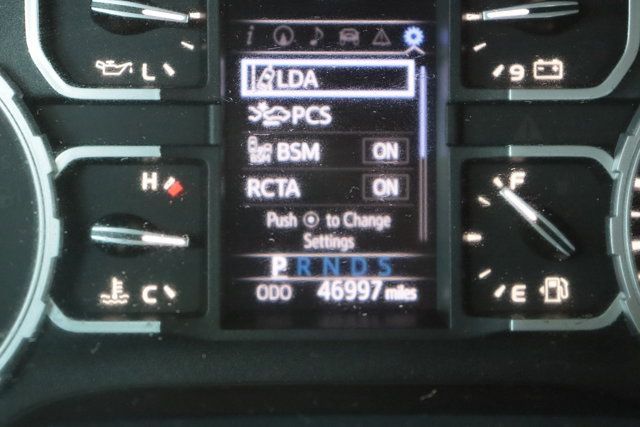 i
L
9
LDA
PCS
BSM ON
RCTA ON
H
F
Push to Change
Settings
P R N D S
C
E
ODO 46997 miles